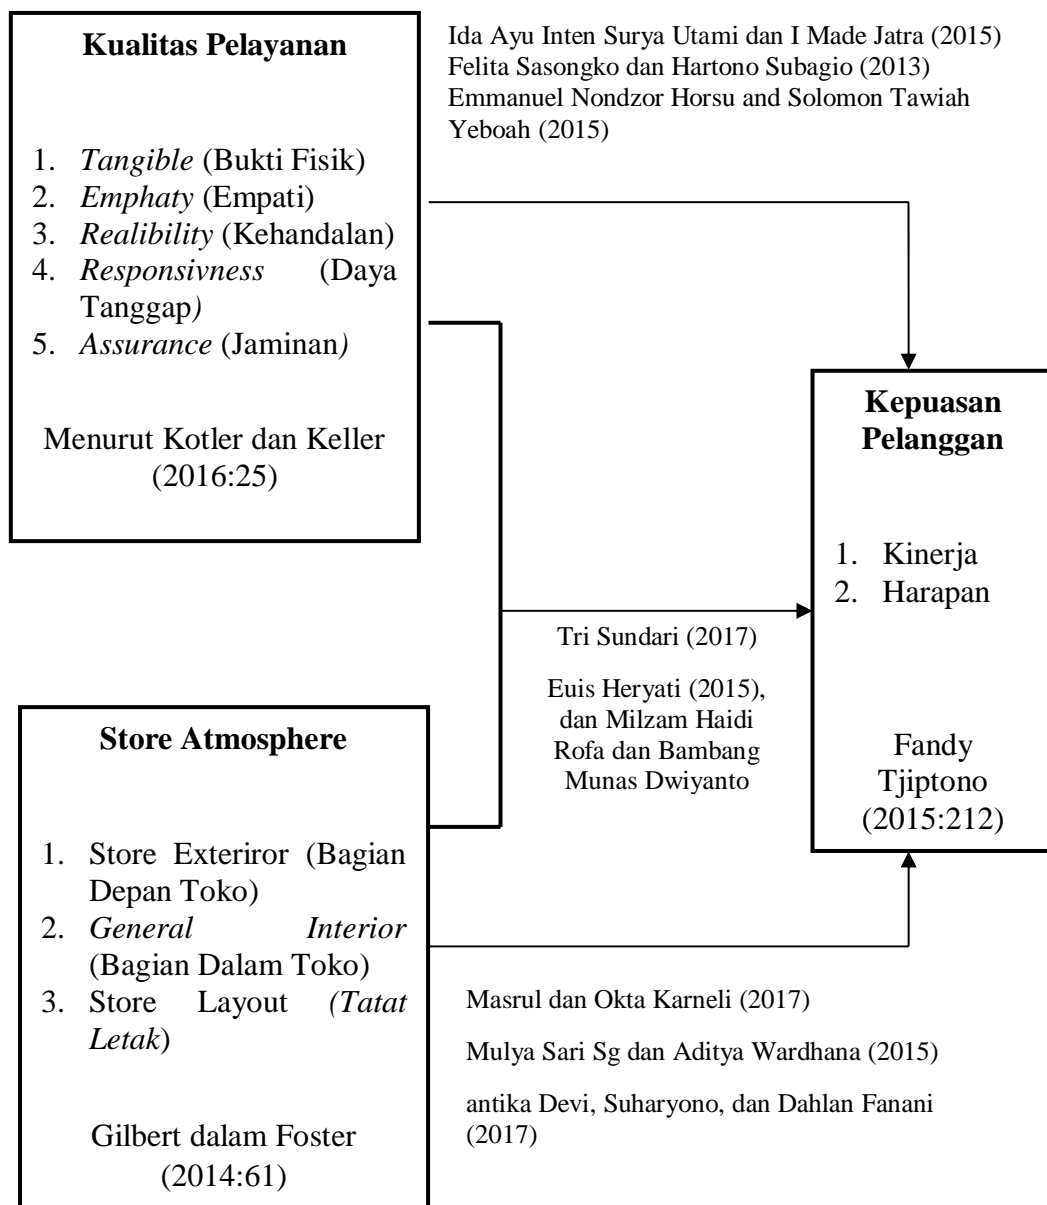 Kualitas Pelayanan
1. Tangible (Bukti Fisik)
2. Emphaty (Empati)
3. Realibility (Kehandalan)
4. Responsivness (Daya
Tanggap)
5. Assurance (Jaminan)
Menurut Kotler dan Keller
(2016:25)
Ida Ayu Inten Surya Utami dan I Made Jatra (2015)
Felita Sasongko dan Hartono Subagio (2013)
Emmanuel Nondzor Horsu and Solomon Tawiah
Yeboah (2015)
Kepuasan
Pelanggan
1. Kinerja
2. Harapan
Fandy
Tjiptono
(2015:212)
Tri Sundari (2017)
Euis Heryati (2015),
dan Milzam Haidi
Rofa dan Bambang
Munas Dwiyanto
Store Atmosphere
1. Store Exteriror (Bagian
Depan Toko)
2. General Interior
(Bagian Dalam Toko)
3. Store Layout (Tatat
Letak)
Gilbert dalam Foster
(2014:61)
Masrul dan Okta Karneli (2017)
Mulya Sari Sg dan Aditya Wardhana (2015)
antika Devi, Suharyono, dan Dahlan Fanani
(2017)